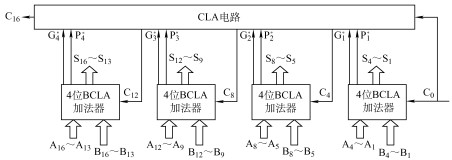 C16 CLA电路
G4* P4* G3* P3* G2* P2* G1* P1*
S16～S13 S12～S9 S8～S5 S4～S1
4位BCLA 加法器 C12 4位BCLA 加法器 C8 4位BCLA 加法器 C4 4位BCLA 加法器 C0
A16～A13 B16～B13 A12～A9 B12～B9 A8～A5 B8～B5 A4～A1 B4～B1